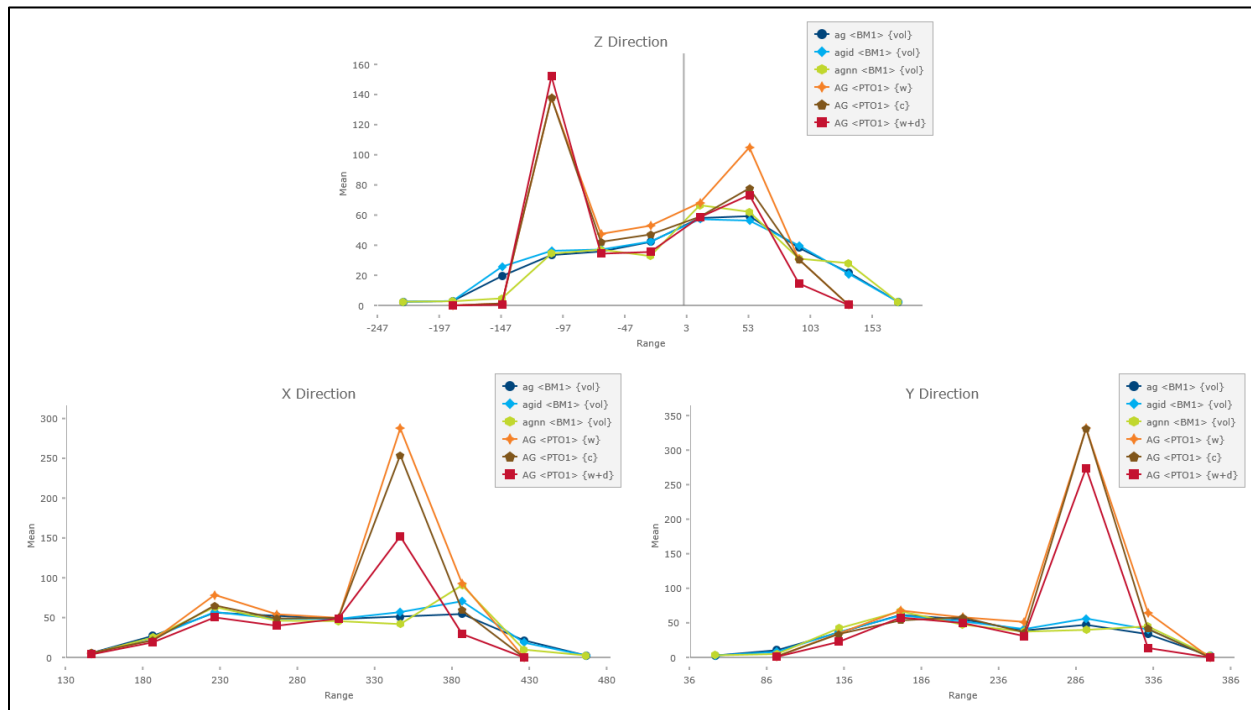 Z Direction
ag <BM1> {vol}
agid <BM1> {vol}
agnn <BM1> {vol}
AG <PTO1> {w}
AG <PTO1> {c}
AG <PTO1> {w+d}
160
140
120
100
80
60
40
20
0
Mean
-247 -197 -147 -97 -47 3 53 103 153
Range
X Direction
ag <BM1> {vol}
agid <BM1> {vol}
agnn <BM1> {vol}
AG <PTO1> {w}
AG <PTO1> {c}
AG <PTO1> {w+d}
300
250
200
150
100
50
0
Mean
130 180 230 280 330 380 430 480
Range
Y Direction
ag <BM1> {vol}
agid <BM1> {vol}
agnn <BM1> {vol}
AG <PTO1> {w}
AG <PTO1> {c}
AG <PTO1> {w+d}
350
300
250
200
150
100
50
0
Mean
36 86 136 186 236 286 336 386
Range